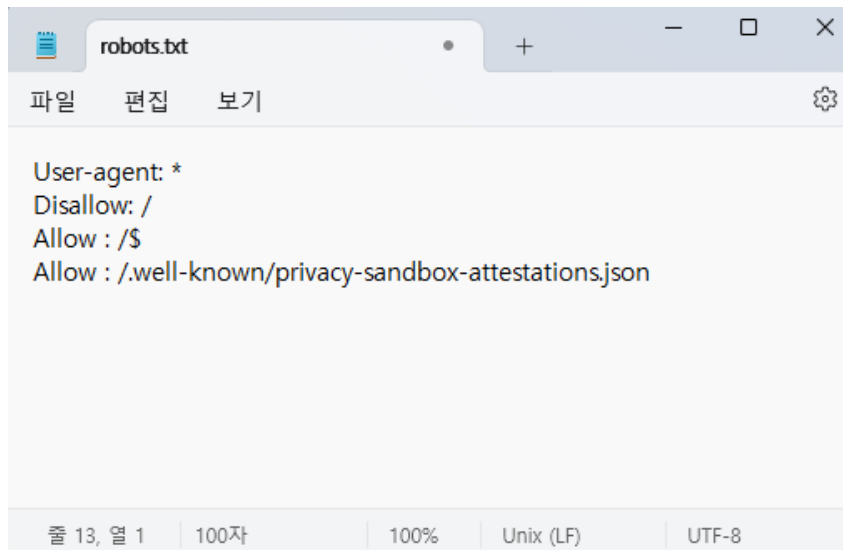 robots.txt
파일 편집 보기
User-agent: *
Disallow: /
Allow : /$
Allow : /.well-known/privacy-sandbox-attestations.json
줄 13, 열 1 100자 100% Unix (LF) UTF-8